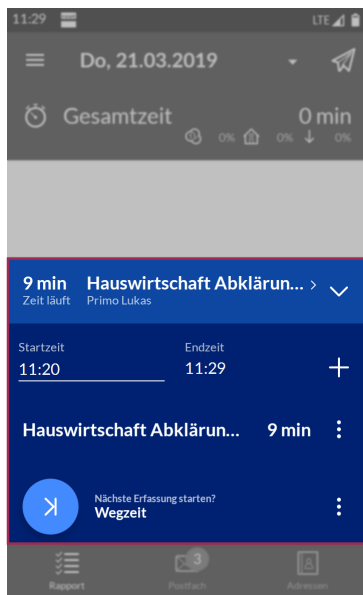 11:29 LTE
Do, 21.03.2019
Gesamtzeit 0 min
0% 0% 0%
9 min Hauswirtschaft Abklärun...
Zeit läuft Primo Lukas
Startzeit Endzeit
11:20 11:29
Hauswirtschaft Abklärun... 9 min
Nächste Erfassung starten?
Wegzeit
3
Rapport Postfach Adressen